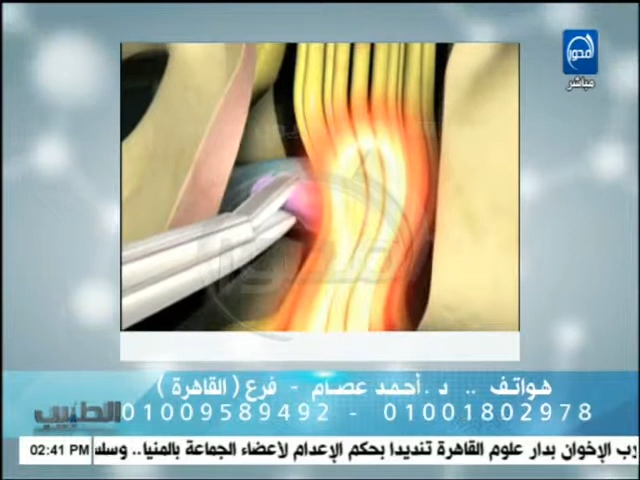 المحور
مباشر
هواتف .. د.أحمد عصام - فرع (القاهرة)
01009589492 - 01001802978
الطبيب
02:41 PM
الإخوان بدار علوم القاهرة تنديدا بحكم الإعدام لأعضاء الجماعة بالمنيا..